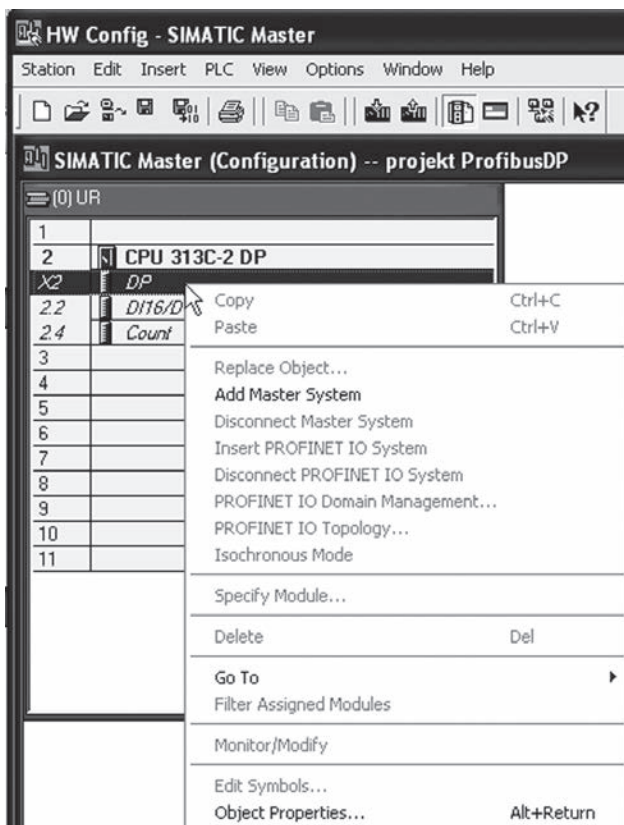 HW Config - SIMATIC Master
Station Edit Insert PLC View Options Window Help
SIMATIC Master (Configuration) -- projekt ProfibusDP
(0) UR
1
2 CPU 313C-2 DP
X2 DP
2.2 DI16/D
2.4 Count
3
4
5
6
7
8
9
10
11
Copy Ctrl+C
Paste Ctrl+V
Replace Object...
Add Master System
Disconnect Master System
Insert PROFINET IO System
Disconnect PROFINET IO System
PROFINET IO Domain Management...
PROFINET IO Topology...
Isochronous Mode
Specify Module...
Delete Del
Go To
Filter Assigned Modules
Monitor/Modify
Edit Symbols...
Object Properties... Alt+Return